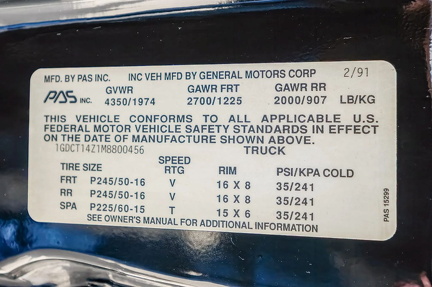 MFD. BY PAS INC. INC VEH MFD BY GENERAL MOTORS CORP 2/91
PAS INC. GVWR GAWR FRT GAWR RR
4350/1974 2700/1225 2000/907 LB/KG
THIS VEHICLE CONFORMS TO ALL APPLICABLE U.S.
FEDERAL MOTOR VEHICLE SAFETY STANDARDS IN EFFECT
ON THE DATE OF MANUFACTURE SHOWN ABOVE.
1GDCT14Z1M8800456 TRUCK
TIRE SIZE SPEED RTG RIM PSI/KPA COLD
FRT P245/50-16 V 16 X 8 35/241
RR P245/50-16 V 16 X 8 35/241
SPA P225/60-15 T 15 X 6 35/241
SEE OWNER'S MANUAL FOR ADDITIONAL INFORMATION
PAS 15299